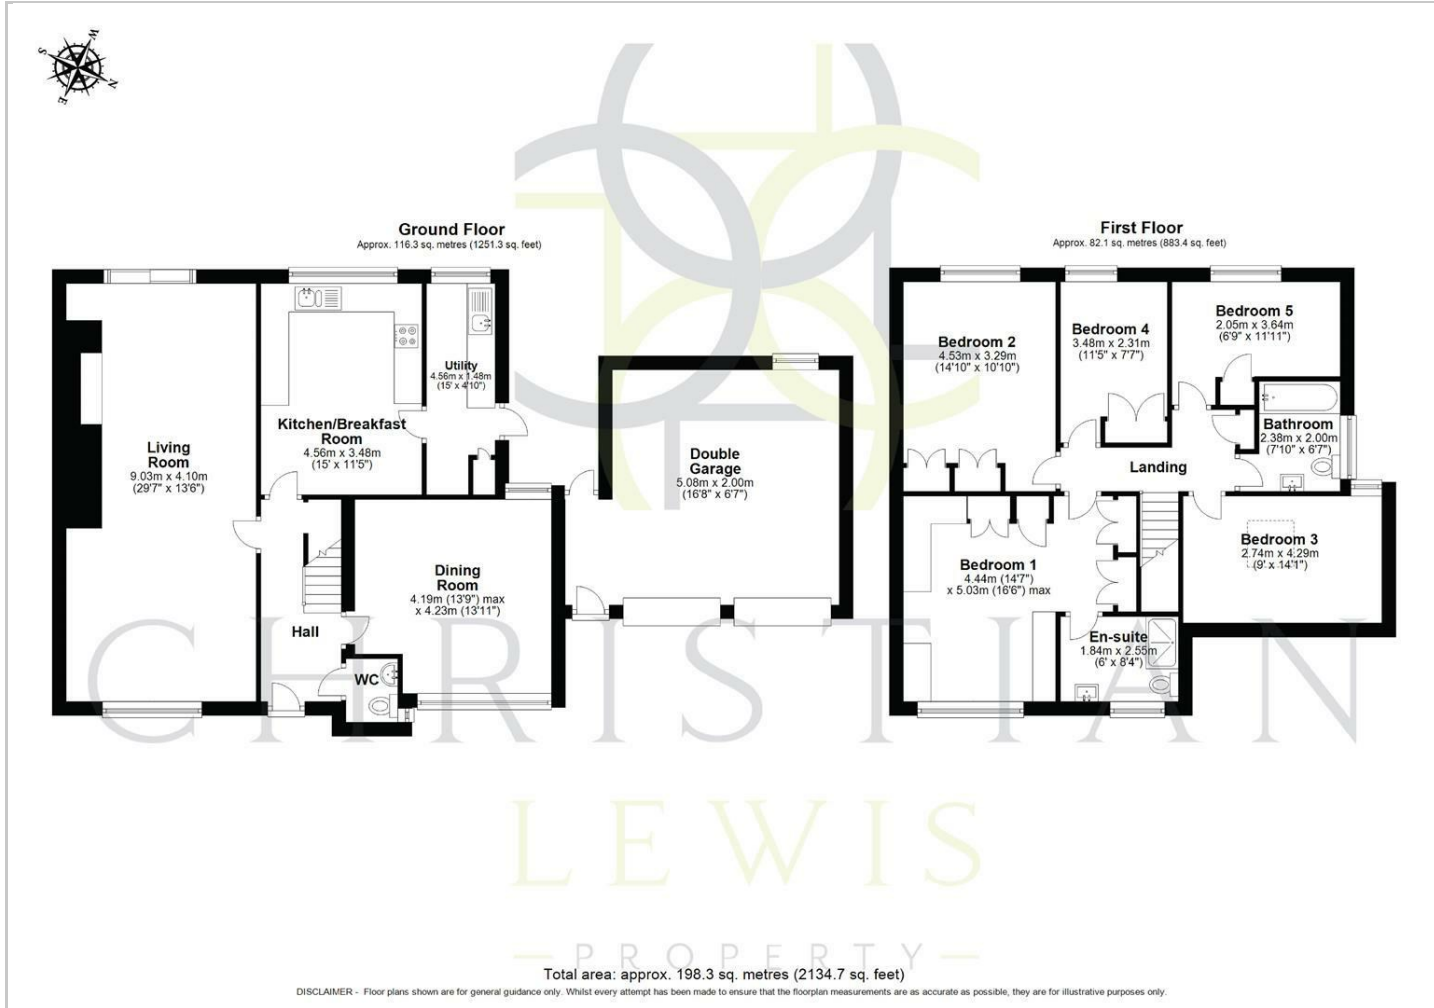 W
S
N
E
Ground Floor
Approx. 116.3 sq. metres (1251.3 sq. feet)
First Floor
Approx. 82.1 sq. metres (883.4 sq. feet)
Living
Room
9.03m x 4.10m
(29'7" x 13'6")
Kitchen/Breakfast
Room
4.56m x 3.48m
(15' x 11'5")
Utility
4.56m x 1.48m
(15' x 4'10")
Double
Garage
5.08m x 2.00m
(16'8" x 6'7")
Dining
Room
4.19m (13'9") max
x 4.23m (13'11")
Hall
WC
Bedroom 2
4.53m x 3.29m
(14'10" x 10'10")
Bedroom 4
3.48m x 2.31m
(11'5" x 7'7")
Bedroom 5
2.05m x 3.64m
(6'9" x 11'11")
Bathroom
2.38m x 2.00m
(7'10" x 6'7")
Landing
Bedroom 1
4.44m (14'7")
x 5.03m (16'6") max
Bedroom 3
2.74m x 4.29m
(9' x 14'1")
En-suite
1.84m x 2.55m
(6' x 8'4")
CHRISTIAN
LEWIS
PROPERTY
Total area: approx. 198.3 sq. metres (2134.7 sq. feet)
DISCLAIMER - Floor plans shown are for general guidance only. Whilst every attempt has been made to ensure that the floorplan measurements are as accurate as possible, they are for illustrative purposes only.